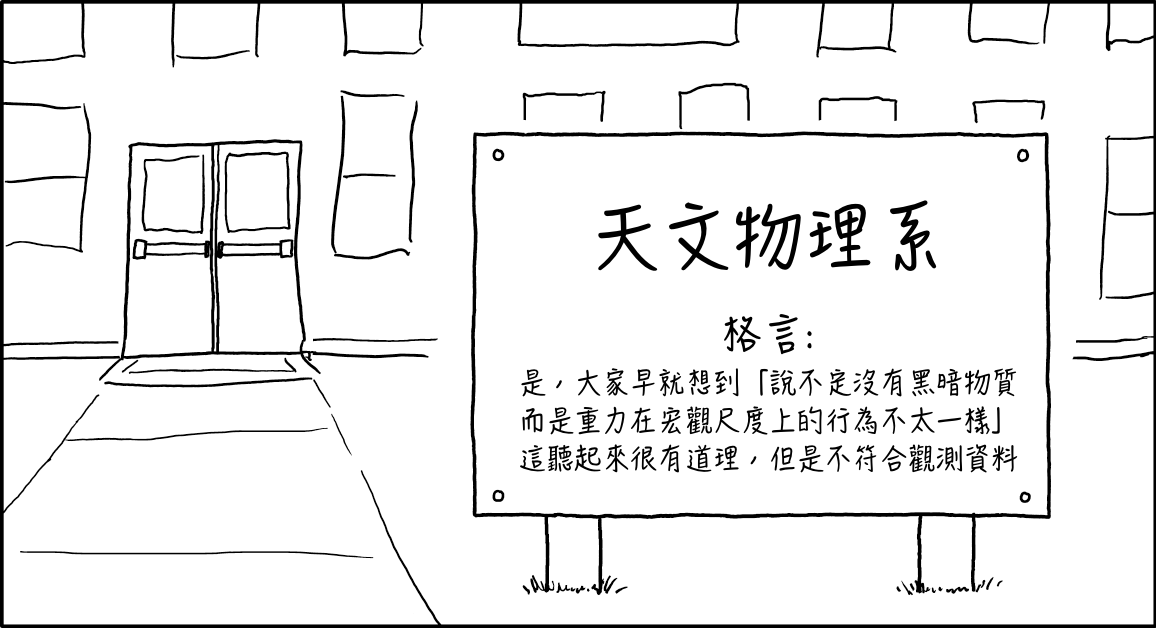 天文物理系
格言:
是，大家早就想到「說不定沒有黑暗物質
而是重力在宏觀尺度上的行為不太一樣」
這聽起來很有道理，但是不符合觀測資料